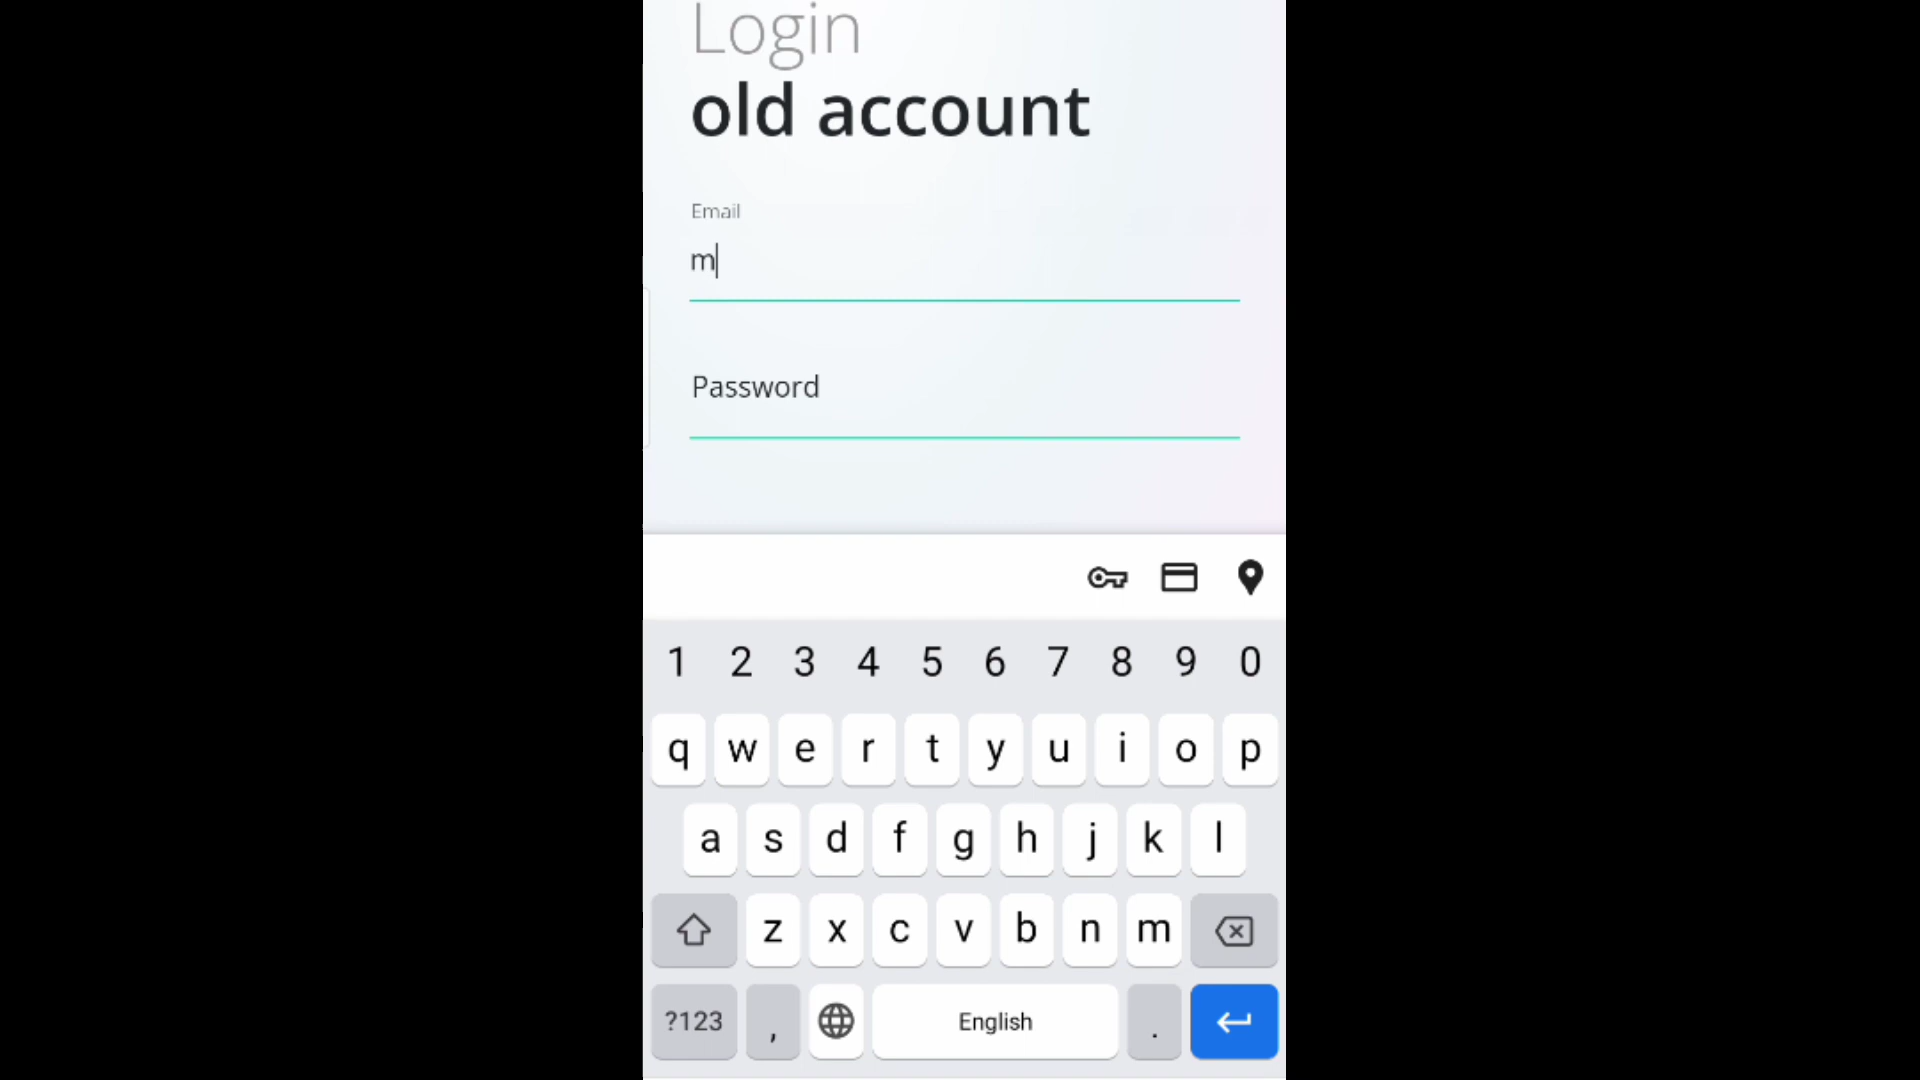 Login
old account
Email
m
Password
1 2 3 4 5 6 7 8 9 0
q w e r t y u i o p
a s d f g h j k l
z x c v b n m
?123 , English .